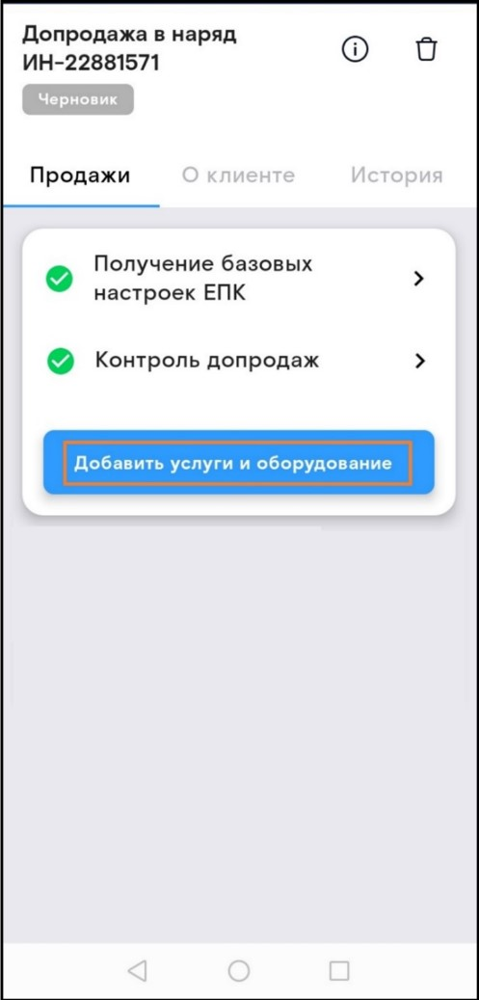 Допродажа в наряд
ИН-22881571
Черновик
Продажи
О клиенте
История
Получение базовых
настроек ЕПК
Контроль допродаж
Добавить услуги и оборудование